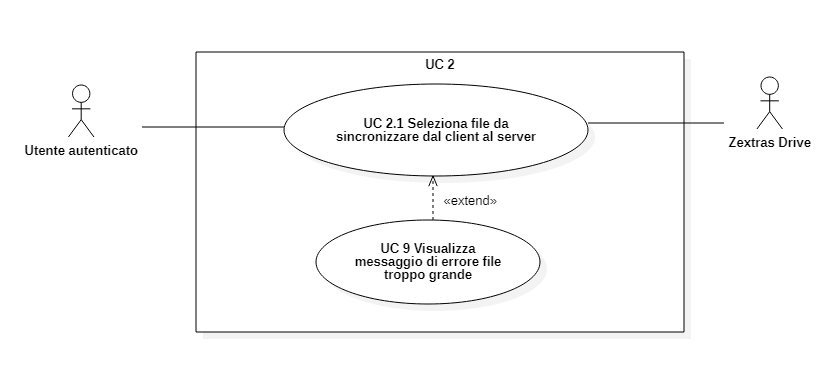 UC 2
UC 2.1 Seleziona file da
sincronizzare dal client al server
Utente autenticato
Zextras Drive
«extend»
UC 9 Visualizza
messaggio di errore file
troppo grande